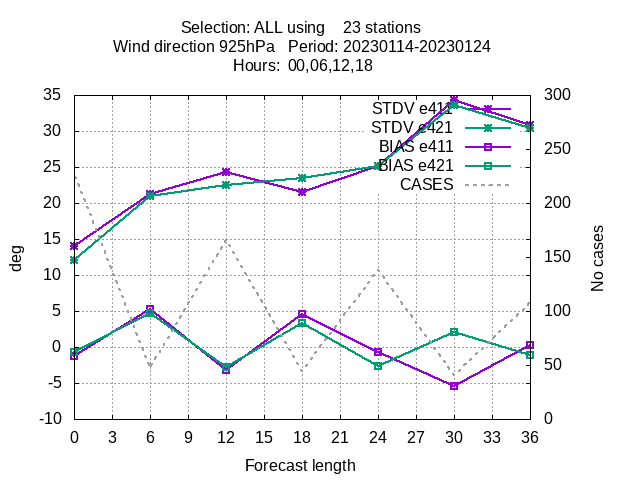 Selection: ALL using    23 stations
Wind direction 925hPa   Period: 20230114-20230124
Hours:  00,06,12,18
STDV e411
STDV e421
BIAS e411
BIAS e421
CASES
35
30
25
20
15
10
5
0
-5
-10
deg
300
250
200
150
100
50
0
No cases
0 3 6 9 12 15 18 21 24 27 30 33 36
Forecast length